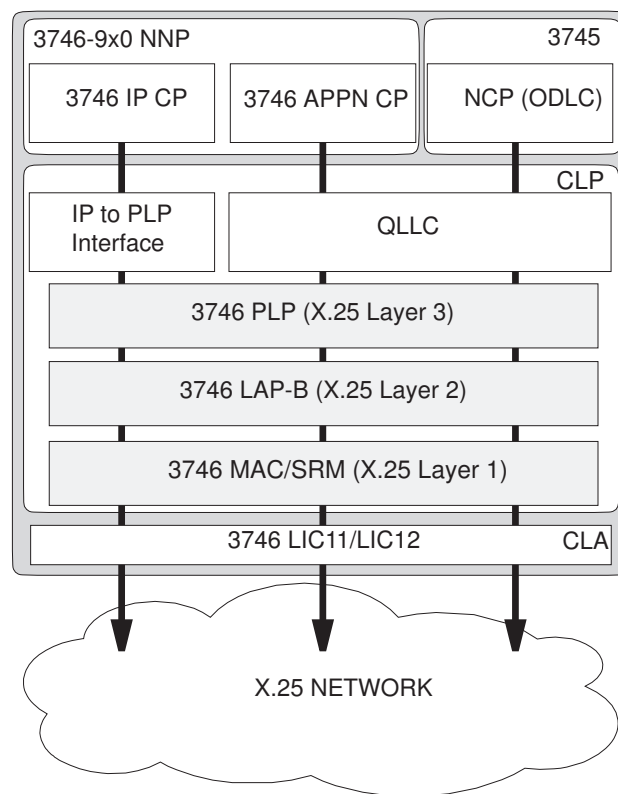 3746-9x0 NNP
3745
3746 IP CP
3746 APPN CP
NCP (ODLC)
CLP
IP to PLP
Interface
QLLC
3746 PLP (X.25 Layer 3)
3746 LAP-B (X.25 Layer 2)
3746 MAC/SRM (X.25 Layer 1)
3746 LIC11/LIC12
CLA
X.25 NETWORK